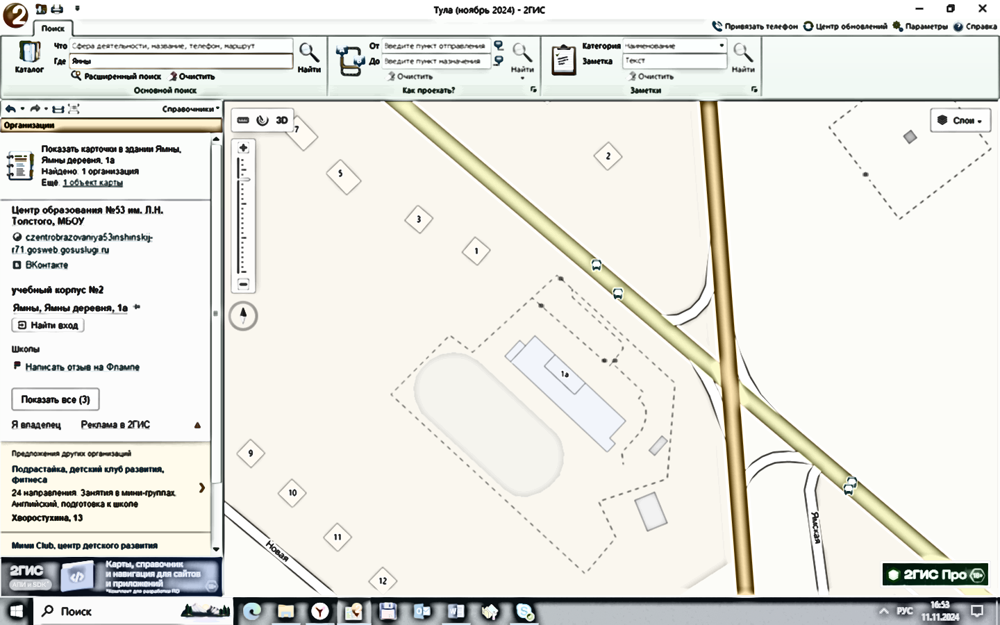 Тула (ноябрь 2024) - 2ГИС
Поиск
Привязать телефон
Центр обновлений
Параметры
Справка
Каталог
Что
Сфера деятельности, название, телефон, маршрут
Где
Ямны
Найти
Расширенный поиск
Очистить
Основной поиск
От
Введите пункт отправления
До
Введите пункт назначения
Найти
Очистить
Как проехать?
Категория
Наименование
Заметка
Текст
Найти
Очистить
Заметки
Справочники
Организации
Показать карточки в здании Ямны,
Ямны деревня, 1а
Найдено: 1 организация
Ещё: 1 объект карты
Центр образования №53 им. Л.Н.
Толстого, МБОУ
czentrobrazovaniya53inshinskij-
r71.gosweb.gosuslugi.ru
ВКонтакте
учебный корпус №2
Ямны, Ямны деревня, 1а
Найти вход
Школы
Написать отзыв на Флампе
Показать все (3)
Я владелец
Реклама в 2ГИС
Предложения других организаций
Подрастайка, детский клуб развития,
фитнеса
24 направления. Занятия в мини-группах.
Английский, подготовка к школе
Хворостухина, 13
Мими Club, центр детского развития
2ГИС
АПИ и SDK*
Карты, справочник
и навигация для сайтов
и приложений
*Комплект для разработки ПО
3D
Слои
7
5
3
1
2
1а
9
10
11
12
Новая
Ямская
2ГИС Про
18+
Поиск
РУС
16:53
11.11.2024